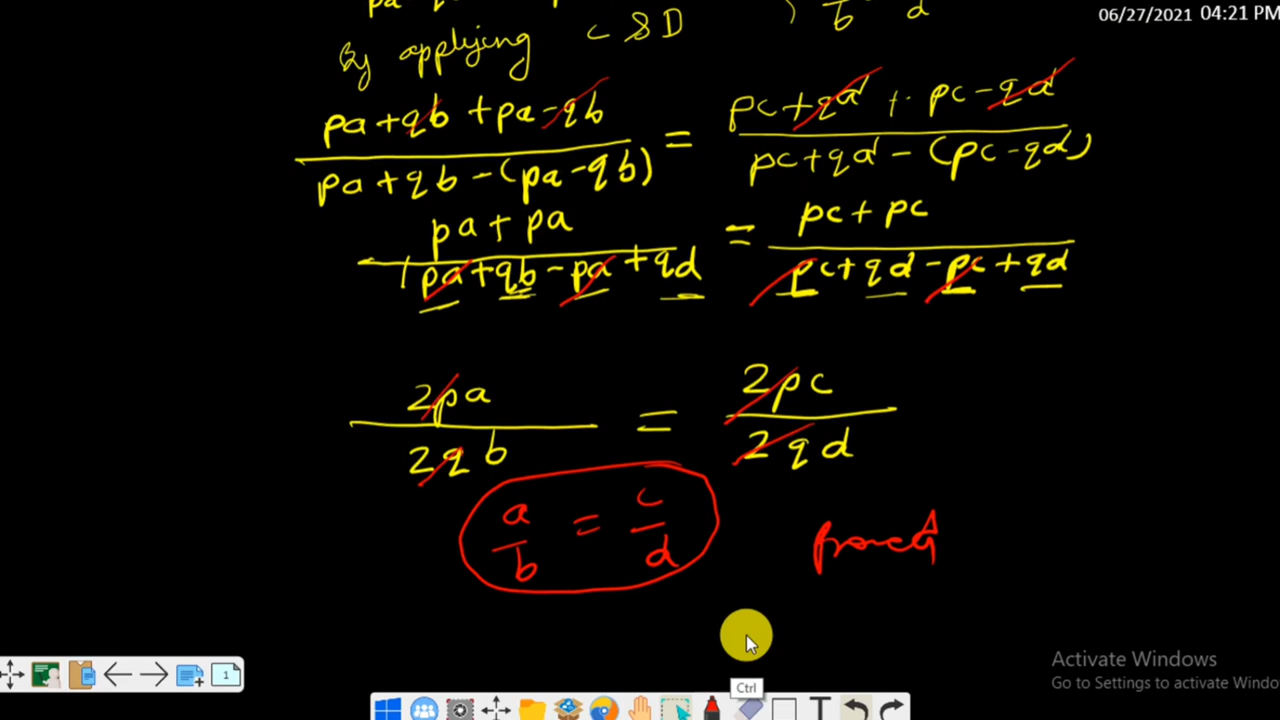 06/27/2021 04:21 PM
By applying C & D
pa+qb +pa-qb / pa+qb-(pa-qb) = pc+qd + pc-qd / pc+qd-(pc-qd)
pa+pa / pa+qb-pa+qd = pc+pc / pc+qd-pc+qd
2pa / 2qb = 2pc / 2qd
a/b = c/d
1
Ctrl
Activate Windows
Go to Settings to activate Windo